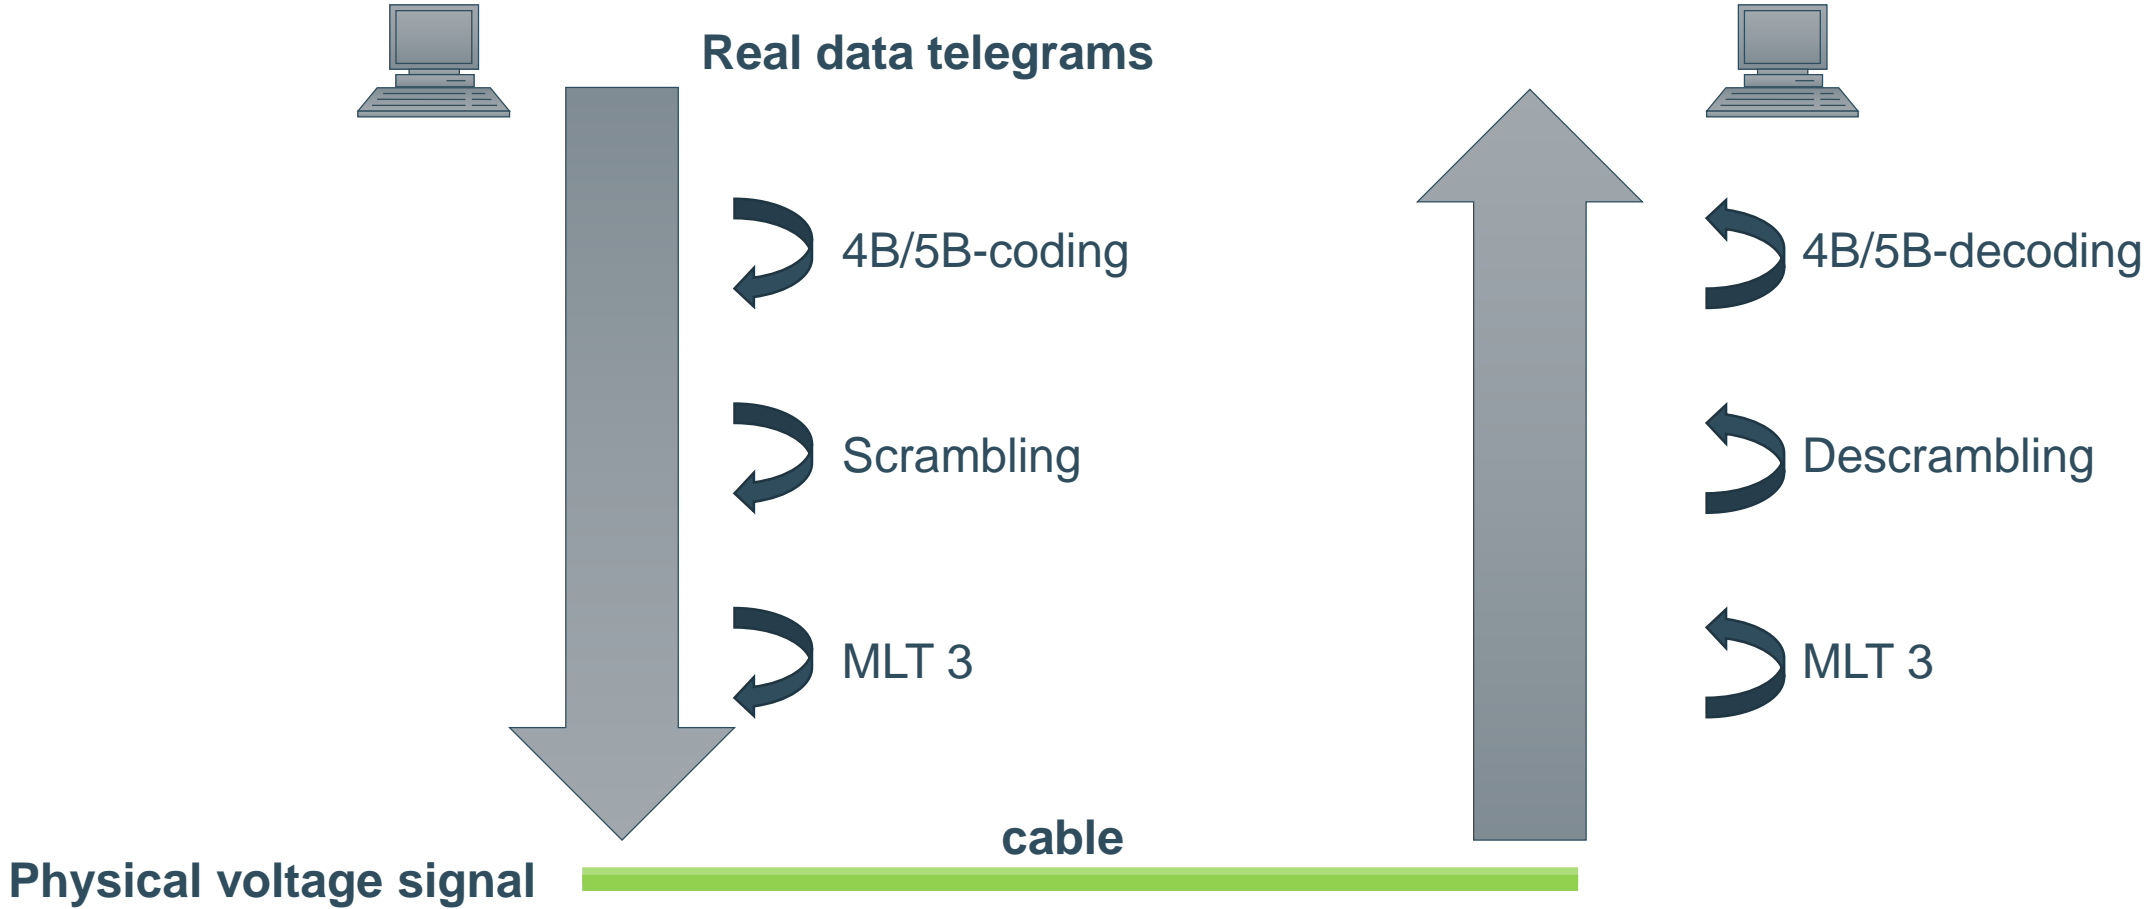 Real data telegrams
4B/5B-coding
4B/5B-decoding
Scrambling
Descrambling
MLT 3
MLT 3
cable
Physical voltage signal